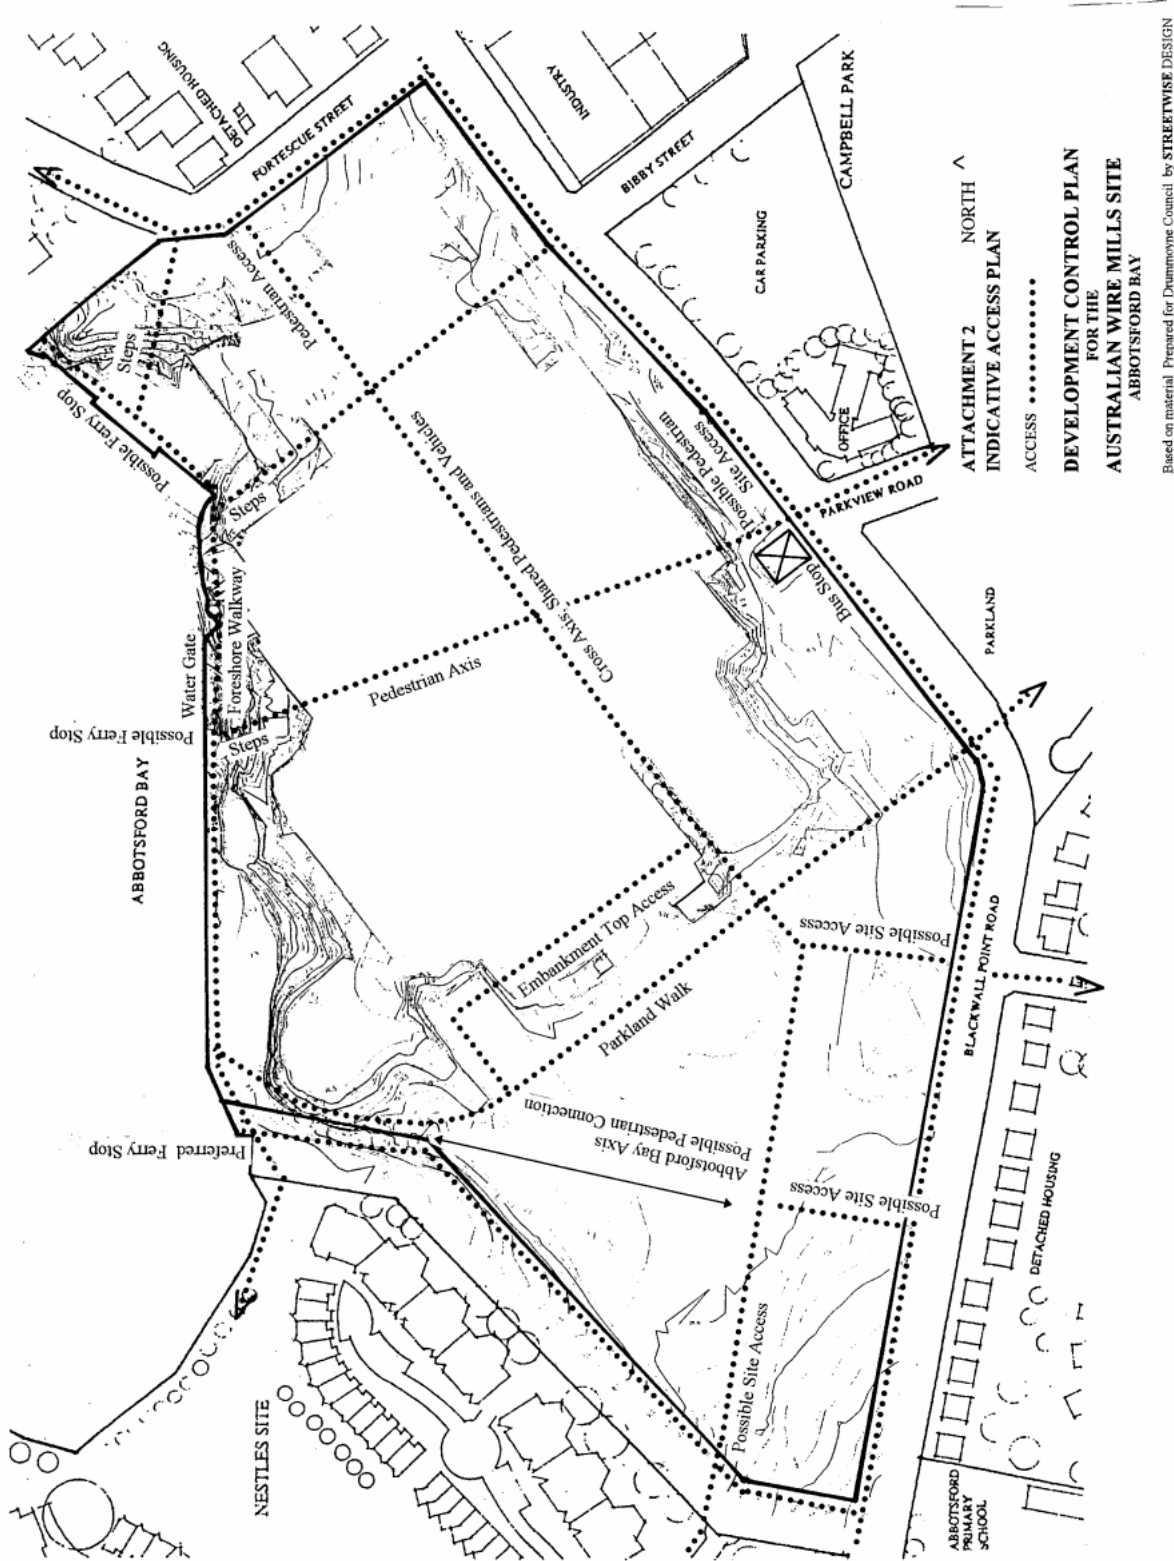 ABBOTSFORD BAY
NESTLES SITE
Preferred Ferry Stop
Possible Ferry Stop
Water Gate
Foreshore Walkway
Steps
Steps
Possible Ferry Stop
Steps
Pedestrian Access
FORTESCUE STREET
DETACHED HOUSING
INDUSTRY
BIBBY STREET
CAMPBELL PARK
CAR PARKING
OFFICE
PARKVIEW ROAD
PARKLAND
Bus Stop
Possible Pedestrian
Site Access
Cross Axis, Shared Pedestrians and Vehicles
Pedestrian Axis
Embankment Top Access
Parkland Walk
Abbotsford Bay Axis
Possible Pedestrian Connection
Possible Site Access
Possible Site Access
Possible Site Access
BLACKWALL POINT ROAD
DETACHED HOUSING
ABBOTSFORD
PRIMARY
SCHOOL
ATTACHMENT 2 NORTH ^
INDICATIVE ACCESS PLAN
ACCESS
DEVELOPMENT CONTROL PLAN
FOR THE
AUSTRALIAN WIRE MILLS SITE
ABBOTSFORD BAY
Based on material Prepared for Drummoyne Council by STREETWISE DESIGN